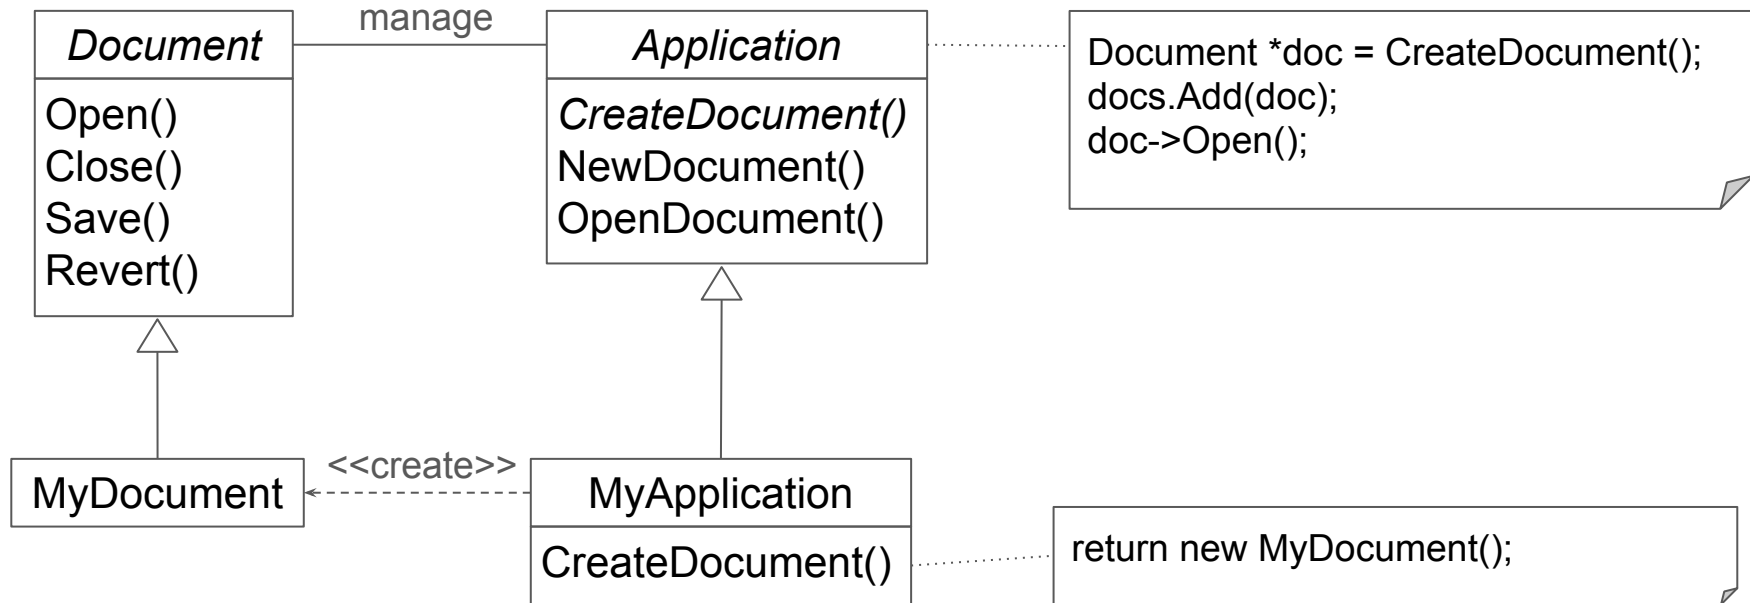 manage
Document
Open()
Close()
Save()
Revert()
Application
CreateDocument()
NewDocument()
OpenDocument()
Document *doc = CreateDocument();
docs.Add(doc);
doc->Open();
MyDocument
<<create>>
MyApplication
CreateDocument()
return new MyDocument();